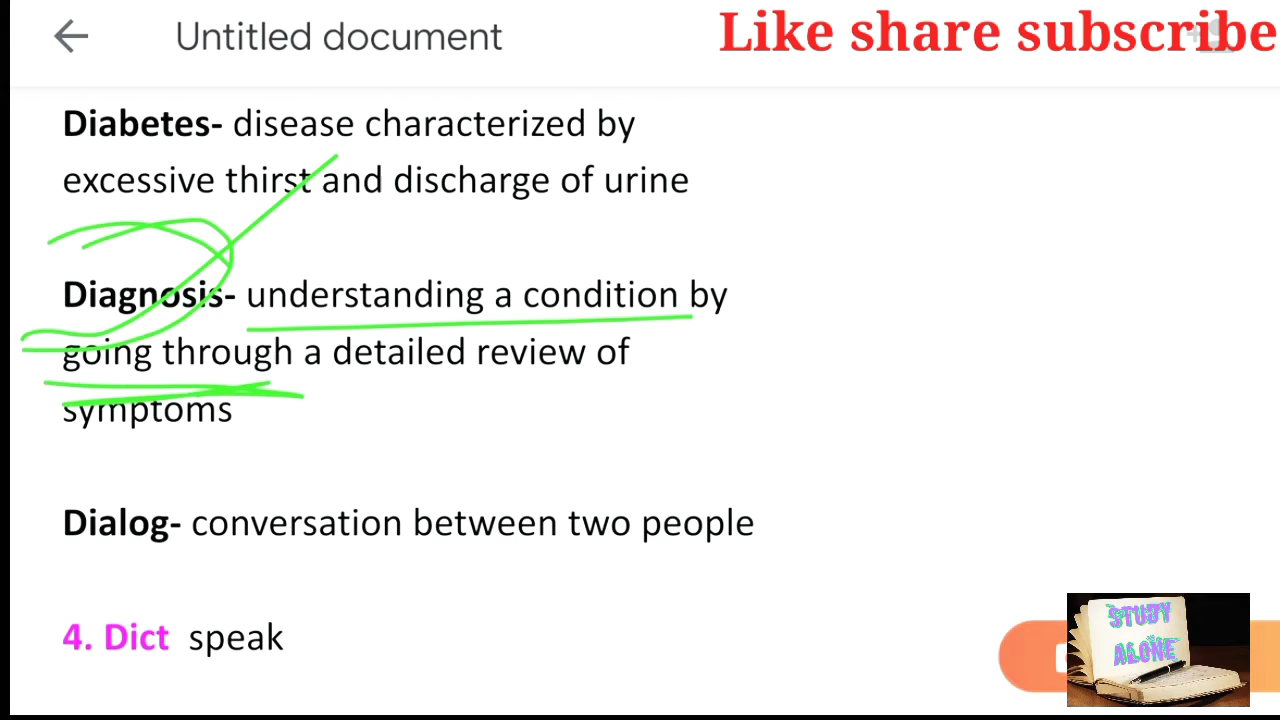 Untitled document
Like share subscribe
Diabetes- disease characterized by
excessive thirst and discharge of urine
Diagnosis- understanding a condition by
going through a detailed review of
symptoms
Dialog- conversation between two people
4. Dict speak
STUDY
ALONE